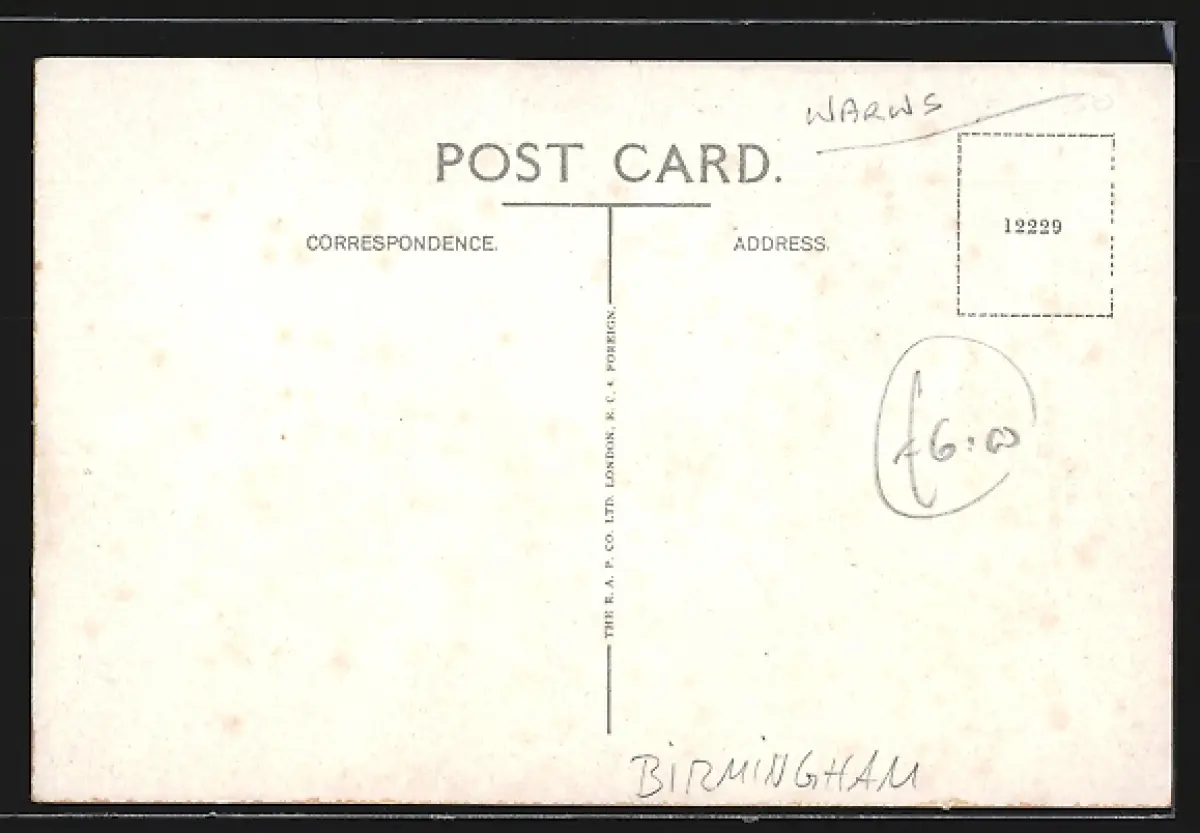 WARWS
POST CARD.
CORRESPONDENCE.
ADDRESS.
12229
THE R. A. P. CO. LTD. LONDON, E. C. 4 FOREIGN.
£6:00
BIRMINGHAM